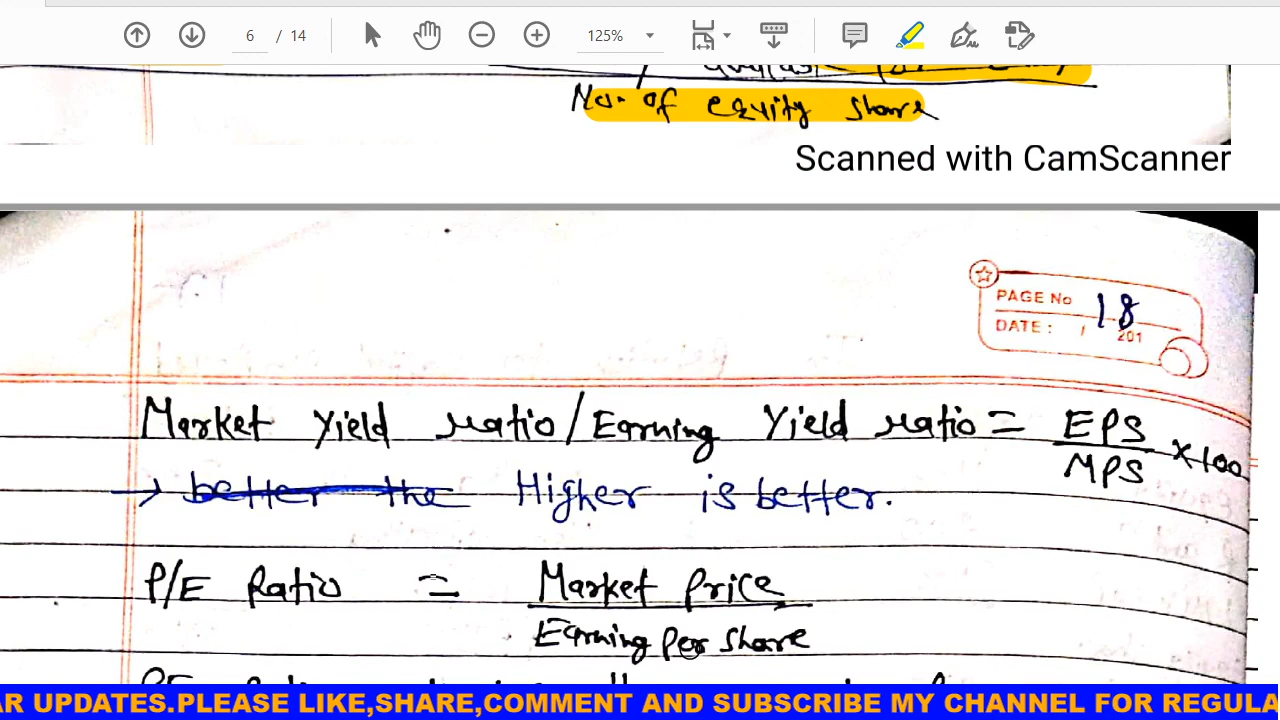 6 / 14
125%
No. of equity share
Scanned with CamScanner
PAGE No 18
DATE : / 201
Market Yield ratio/Earning Yield ratio = EPS
MPS × 100
→ better the Higher is better.
P/E Ratio = Market Price
Earning per share
AR UPDATES.PLEASE LIKE,SHARE,COMMENT AND SUBSCRIBE MY CHANNEL FOR REGULA